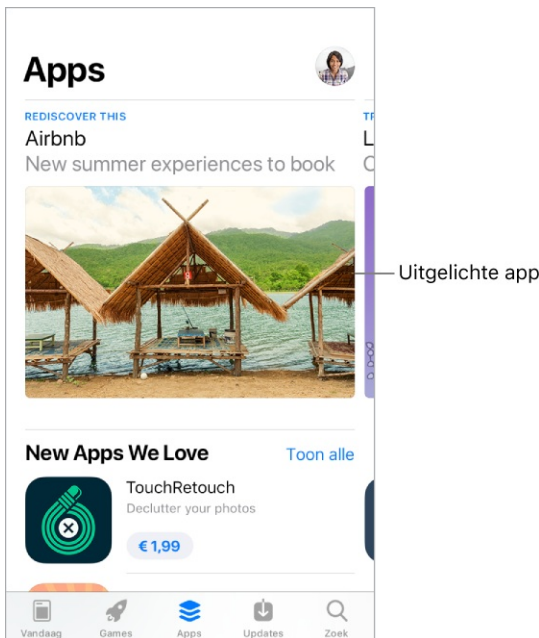 Apps
REDISCOVER THIS
Airbnb
New summer experiences to book
Uitgelichte app
New Apps We Love
Toon alle
TouchRetouch
Declutter your photos
€ 1,99
Vandaag
Games
Apps
Updates
Zoek